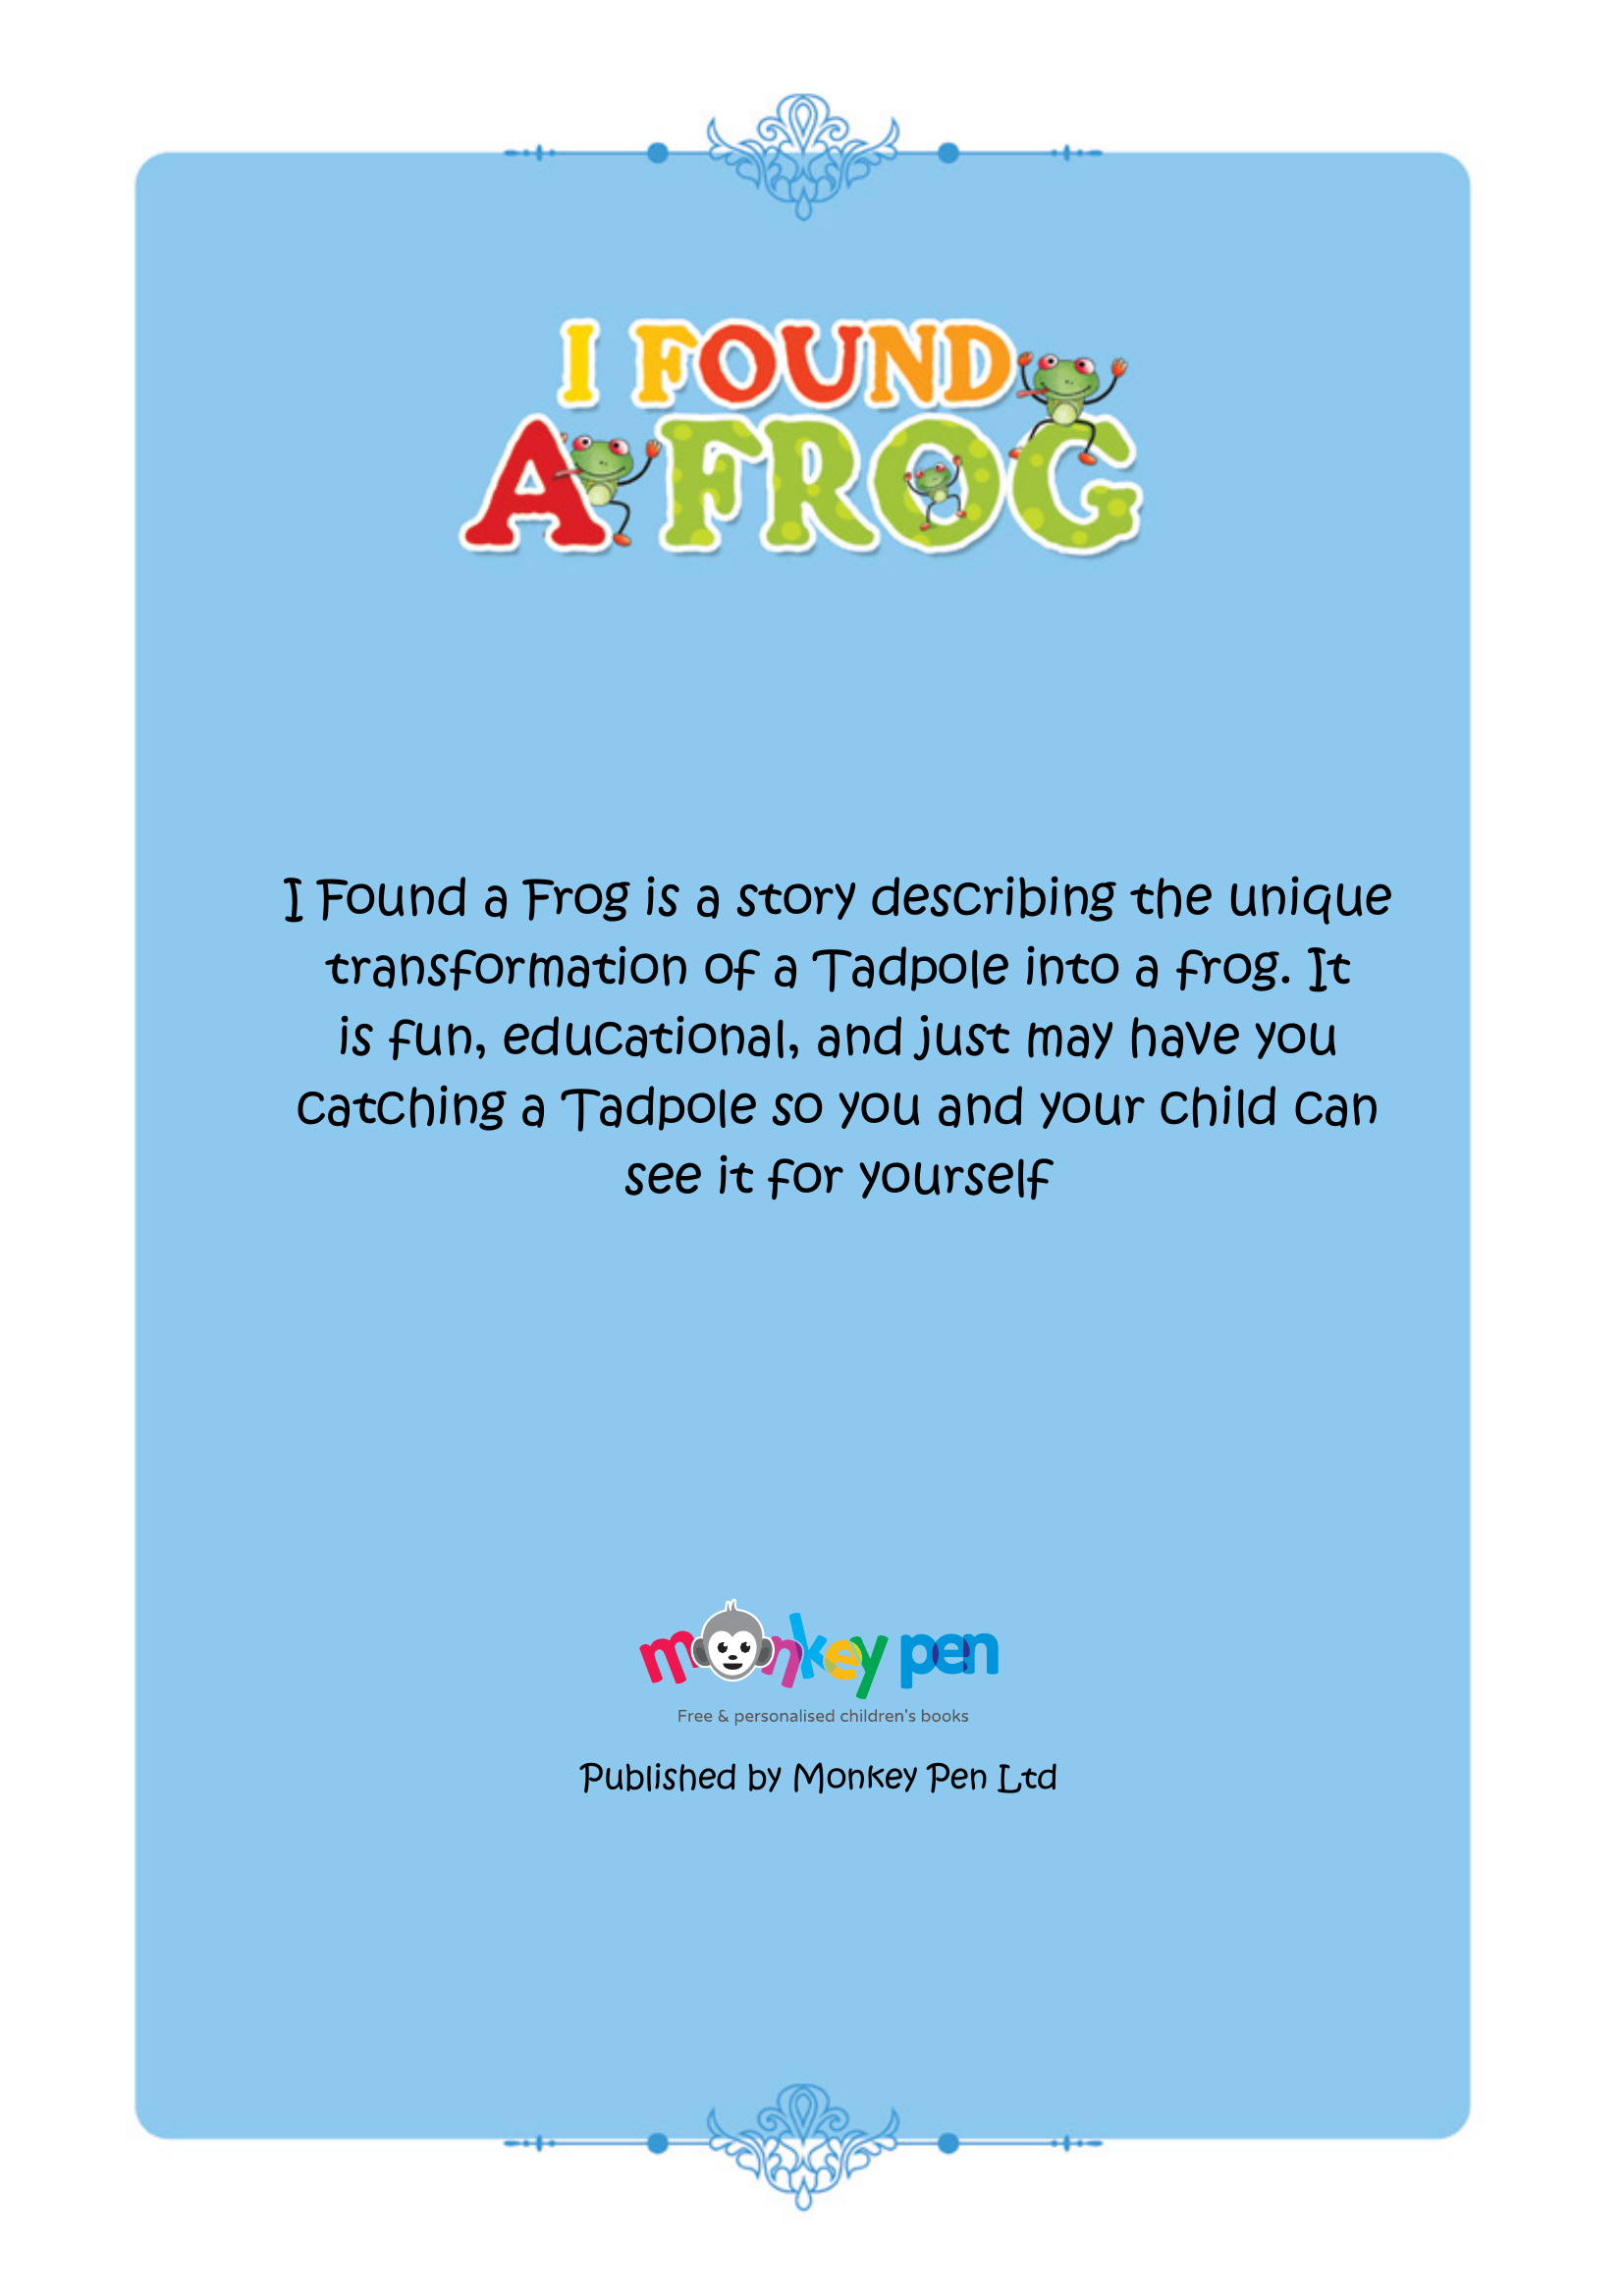 I FOUND
A FROG
I Found a Frog is a story describing the unique
transformation of a Tadpole into a frog. It
is fun, educational, and just may have you
catching a Tadpole so you and your child can
see it for yourself
monkey pen
Free & personalised children's books
Published by Monkey Pen Ltd